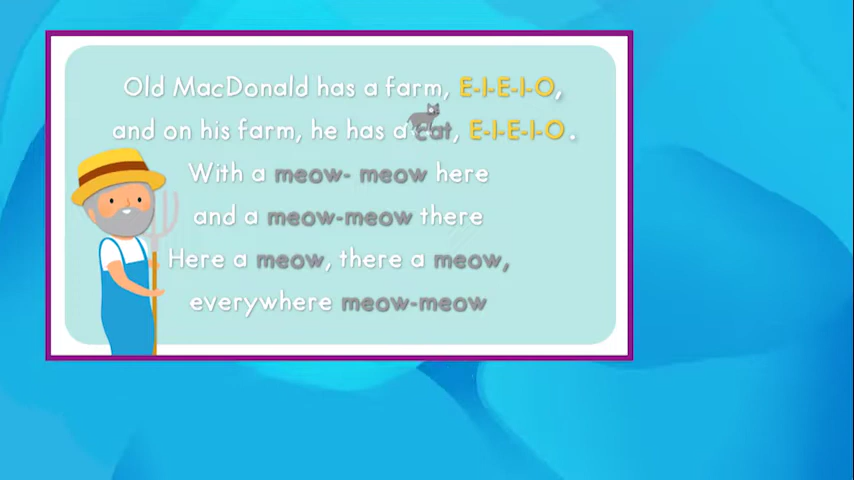 Old MacDonald has a farm, E-I-E-I-O,
and on his farm, he has a cat, E-I-E-I-O.
With a meow- meow here
and a meow-meow there
Here a meow, there a meow,
everywhere meow-meow